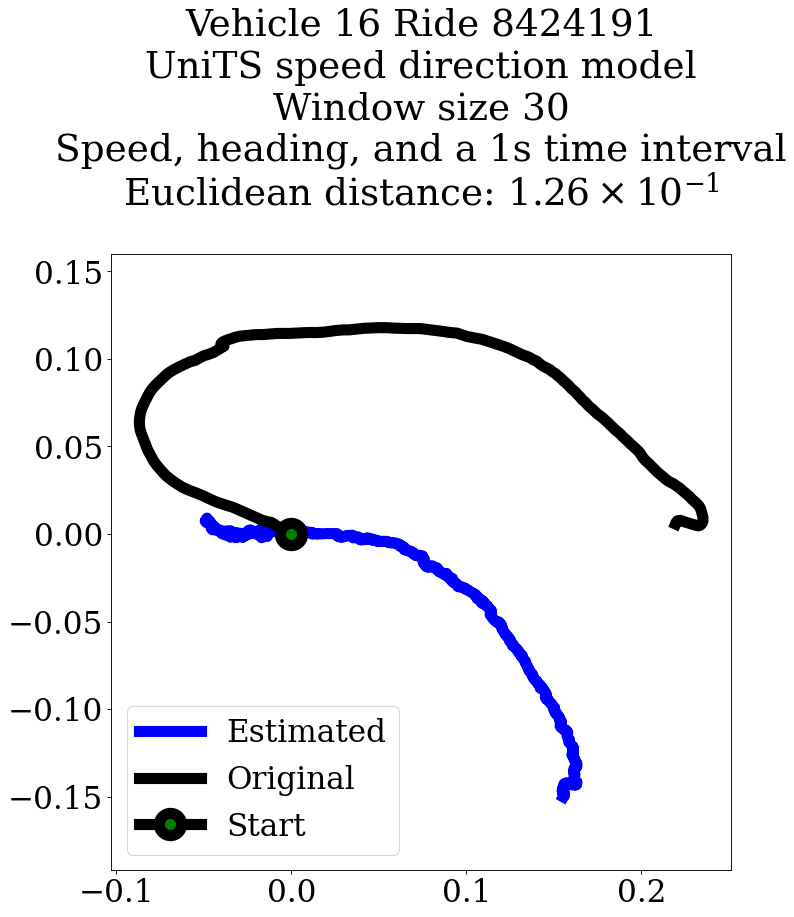 Vehicle 16 Ride 8424191
UniTS speed direction model
Window size 30
Speed, heading, and a 1s time interval
Euclidean distance: 1.26 × 10⁻¹
0.15
0.10
0.05
0.00
−0.05
−0.10
−0.15
Estimated
Original
Start
−0.1
0.0
0.1
0.2